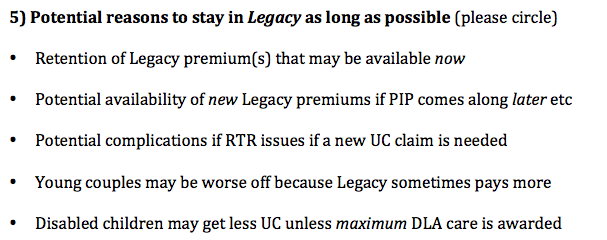 5) Potential reasons to stay in Legacy as long as possible (please circle)
• Retention of Legacy premium(s) that may be available now
• Potential availability of new Legacy premiums if PIP comes along later etc
• Potential complications if RTR issues if a new UC claim is needed
• Young couples may be worse off because Legacy sometimes pays more
• Disabled children may get less UC unless maximum DLA care is awarded